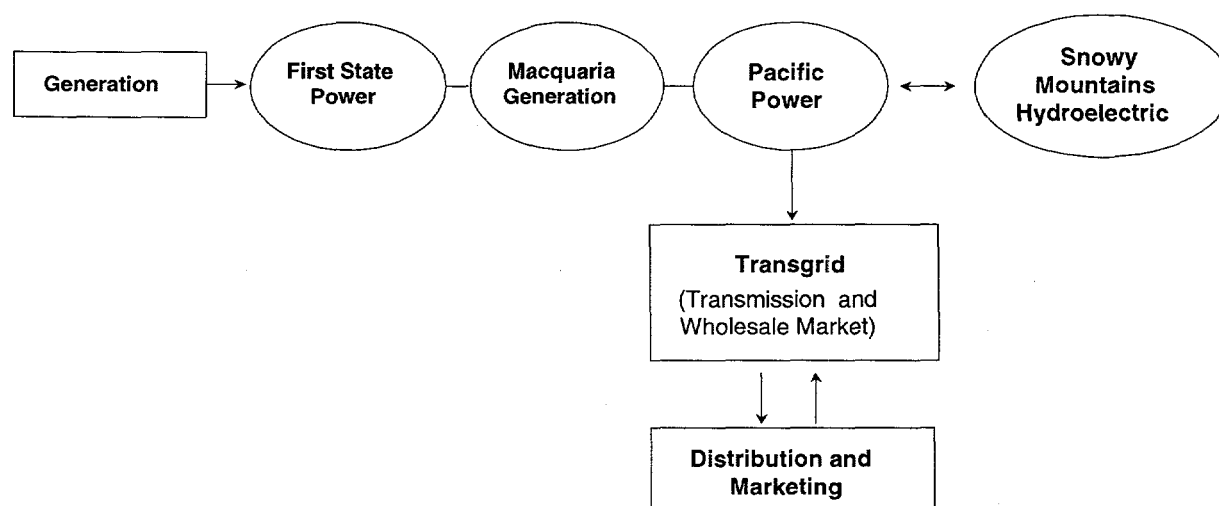 Generation
First State
Power
Macquaria
Generation
Pacific
Power
Snowy
Mountains
Hydroelectric
Transgrid
(Transmission and
Wholesale Market)
Distribution and
Marketing